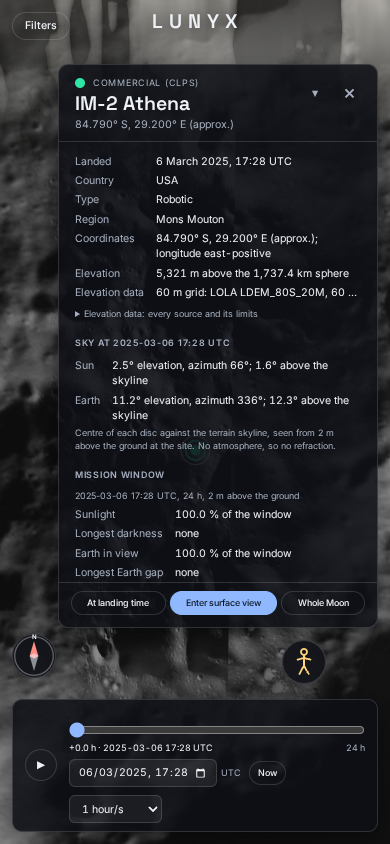 Filters
LUNYX
COMMERCIAL (CLPS)
IM-2 Athena
84.790° S, 29.200° E (approx.)
Landed 6 March 2025, 17:28 UTC
Country USA
Type Robotic
Region Mons Mouton
Coordinates 84.790° S, 29.200° E (approx.);
longitude east-positive
Elevation 5,321 m above the 1,737.4 km sphere
Elevation data 60 m grid: LOLA LDEM_80S_20M, 60 ...
Elevation data: every source and its limits
SKY AT 2025-03-06 17:28 UTC
Sun 2.5° elevation, azimuth 66°; 1.6° above the
skyline
Earth 11.2° elevation, azimuth 336°; 12.3° above the
skyline
Centre of each disc against the terrain skyline, seen from 2 m
above the ground at the site. No atmosphere, so no refraction.
MISSION WINDOW
2025-03-06 17:28 UTC, 24 h, 2 m above the ground
Sunlight 100.0 % of the window
Longest darkness none
Earth in view 100.0 % of the window
Longest Earth gap none
At landing time Enter surface view Whole Moon
N
+0.0 h · 2025-03-06 17:28 UTC 24 h
06/03/2025, 17:28 UTC Now
1 hour/s